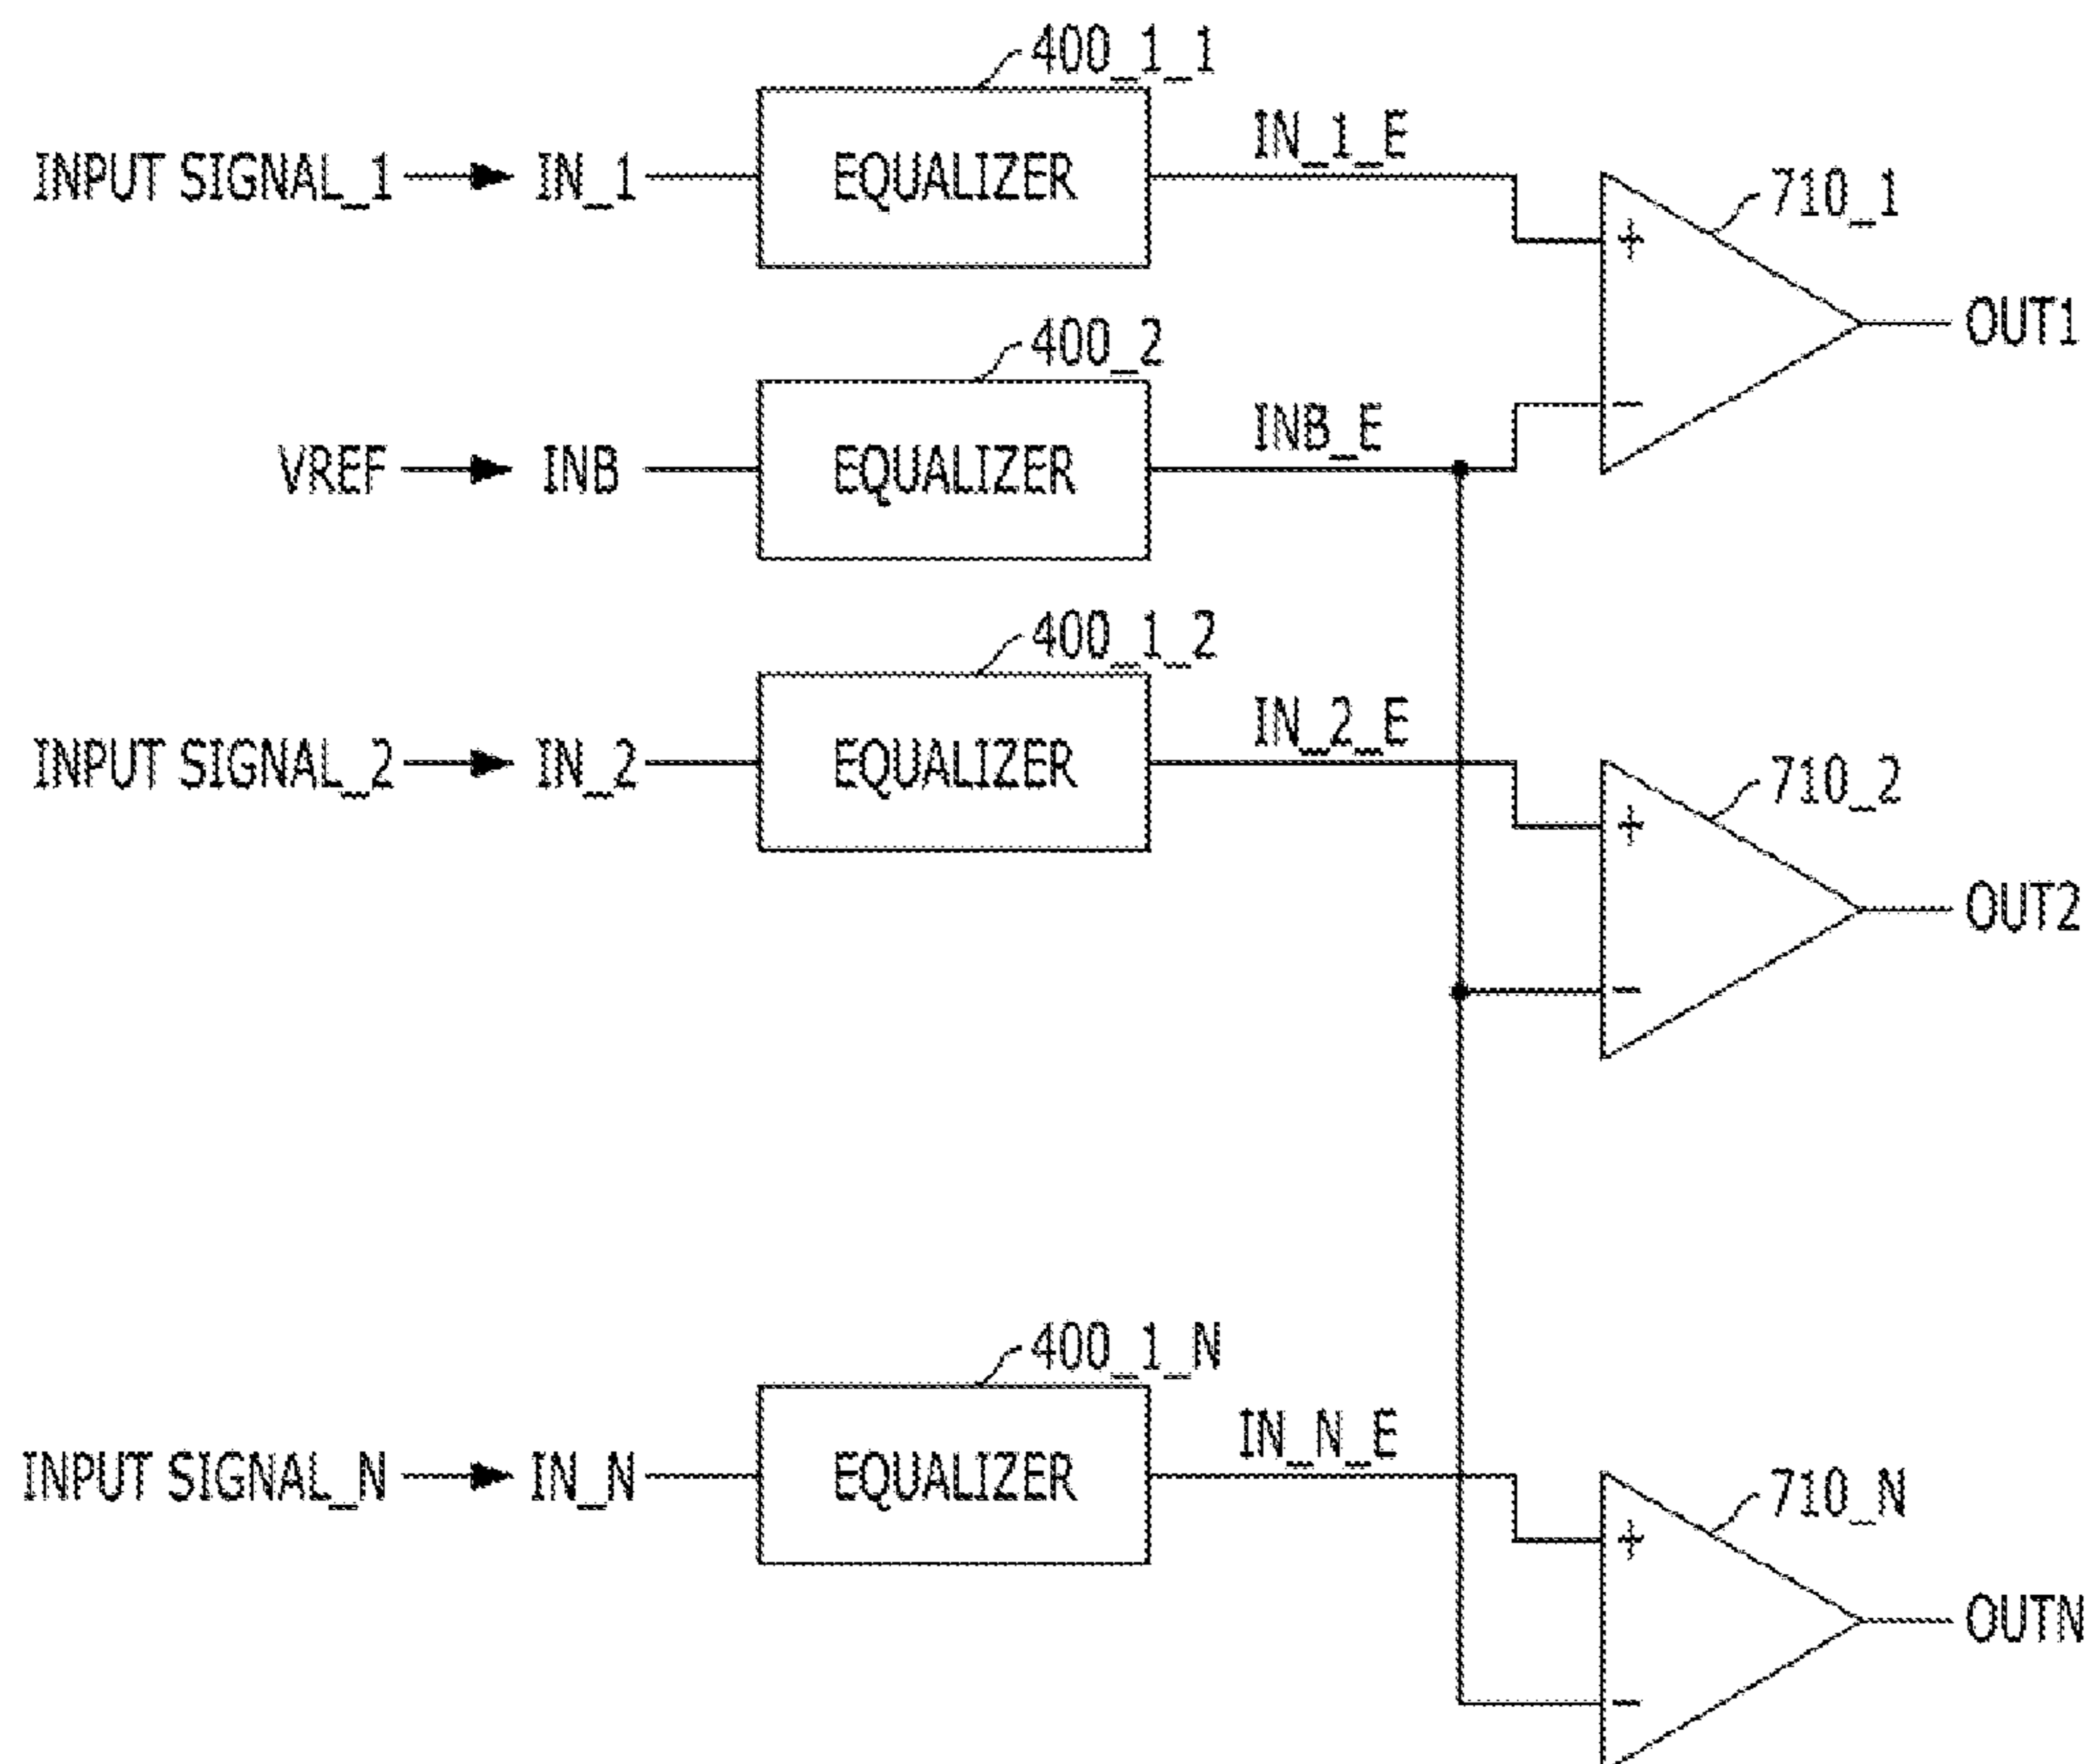 400_1_1
INPUT SIGNAL_1 IN_1 EQUALIZER IN_1_E
710_1
+
OUT1
400_2
-
VREF INB EQUALIZER INB_E
400_1_2
INPUT SIGNAL_2 IN_2 EQUALIZER IN_2_E
710_2
+
OUT2
-
400_1_N
INPUT SIGNAL_N IN_N EQUALIZER IN_N_E
710_N
+
OUTN
-